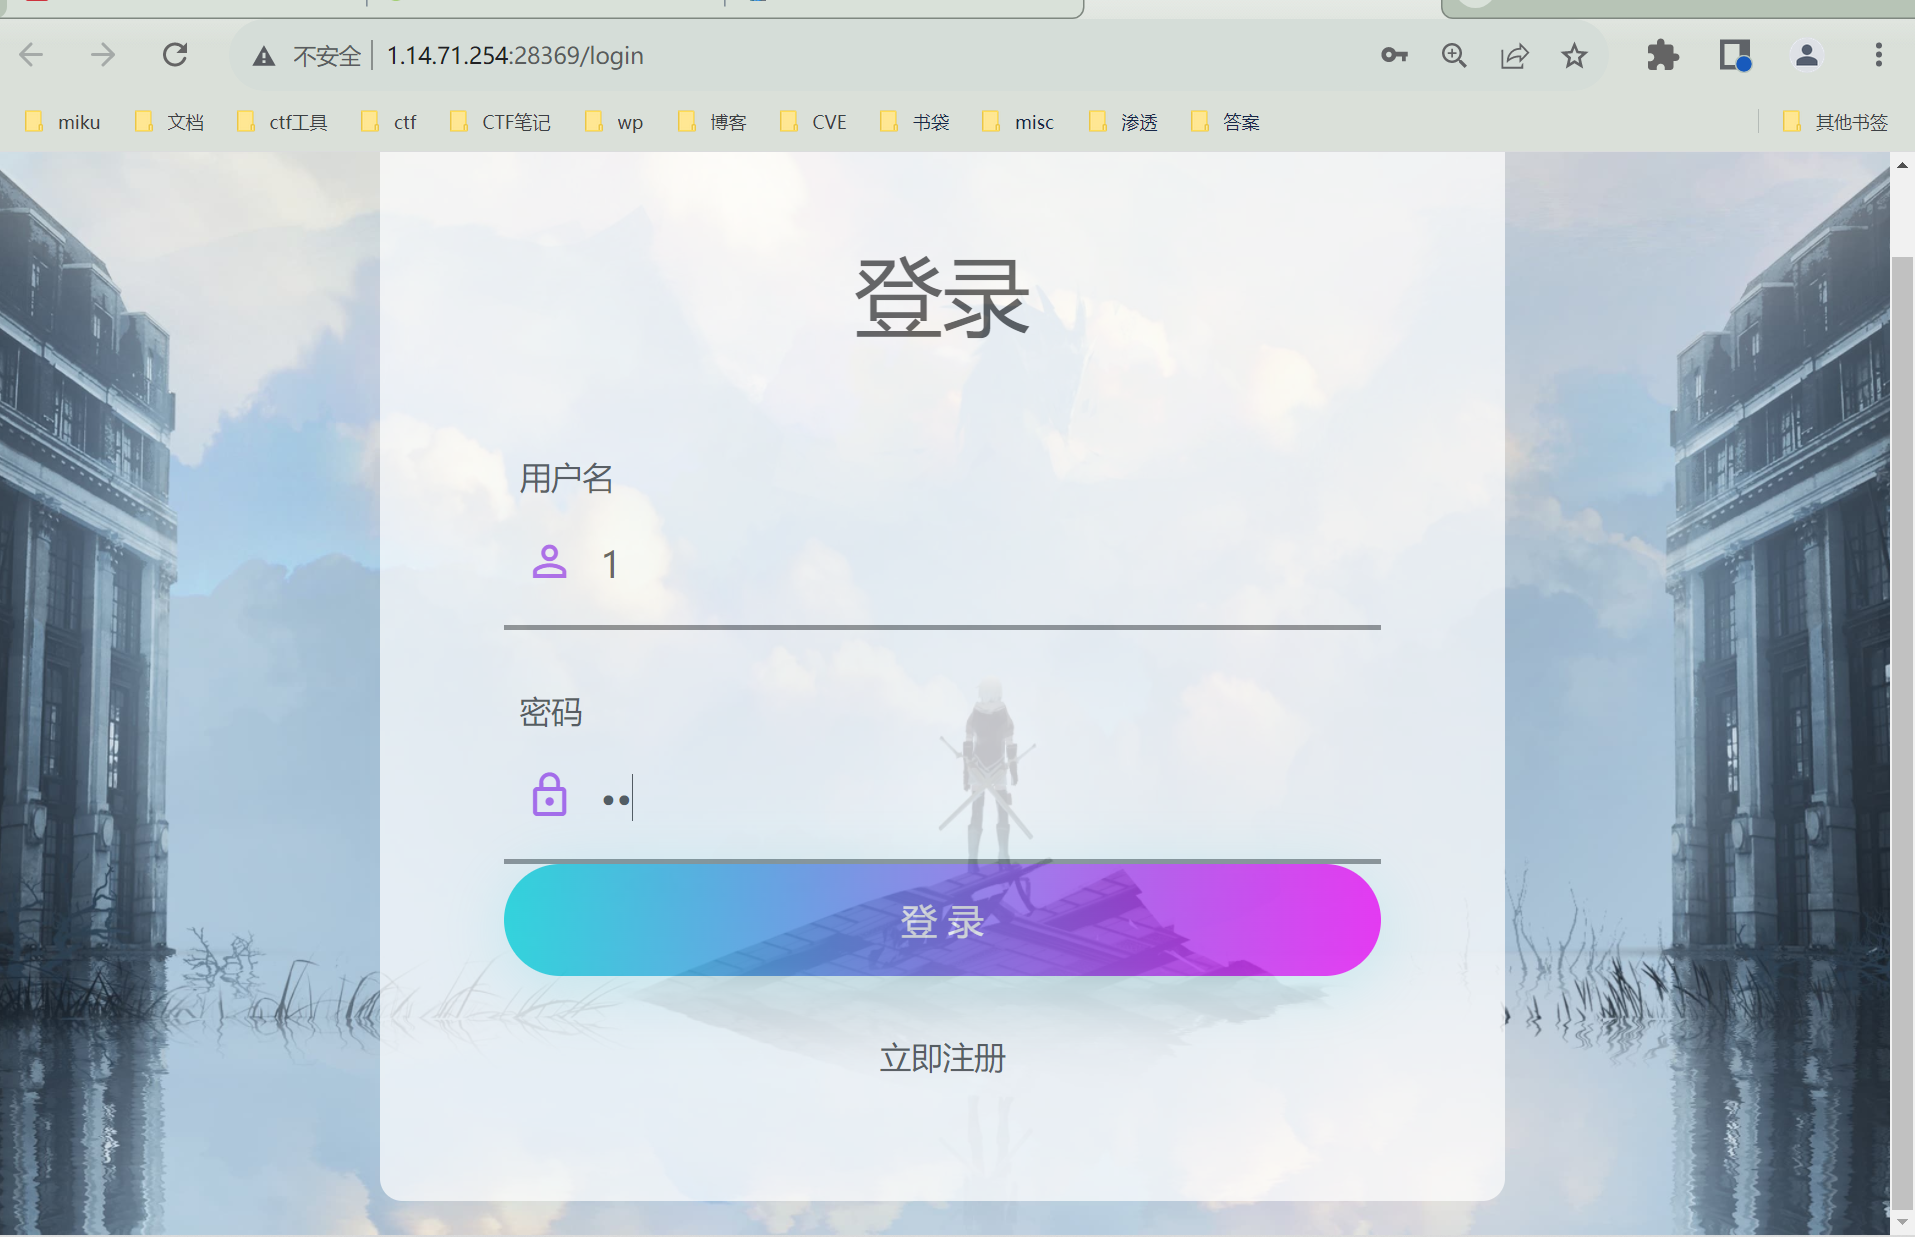 不安全 1.14.71.254:28369/login
miku 文档 ctf工具 ctf CTF笔记 wp 博客 CVE 书袋 misc 渗透 答案 其他书签
登录
用户名
1
密码
登 录
立即注册